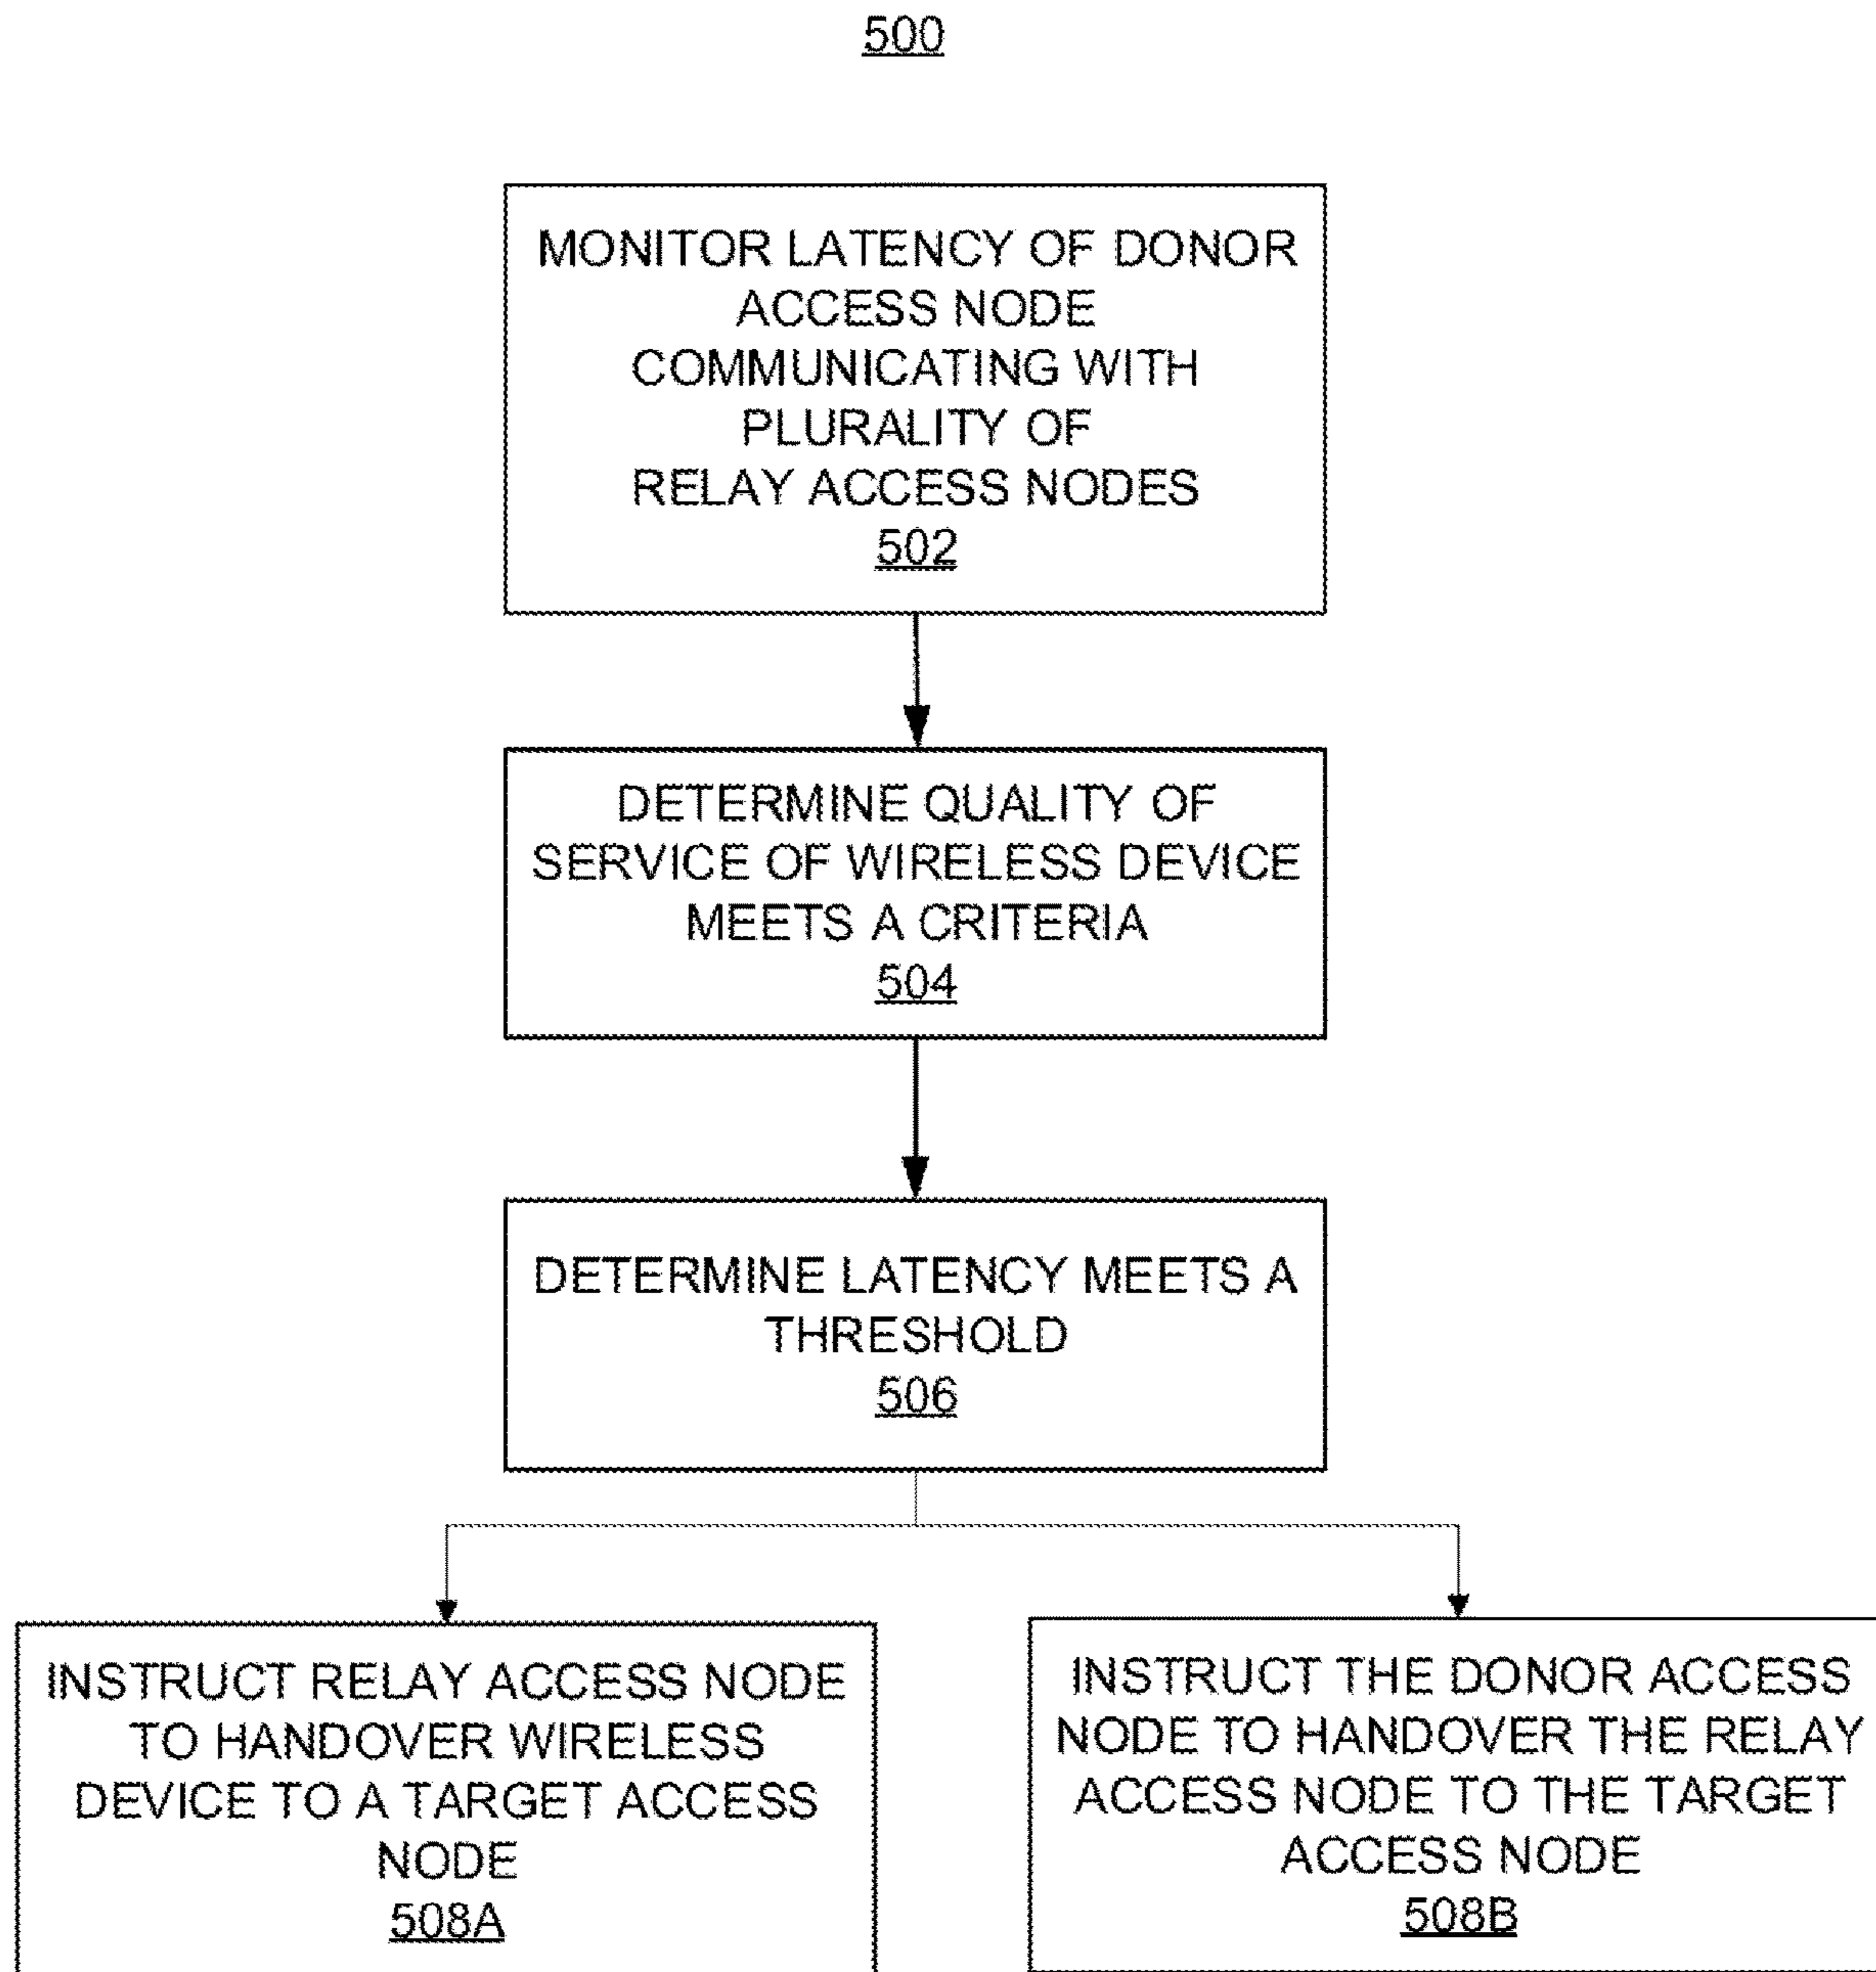 500
MONITOR LATENCY OF DONOR
ACCESS NODE
COMMUNICATING WITH
PLURALITY OF
RELAY ACCESS NODES
502
DETERMINE QUALITY OF
SERVICE OF WIRELESS DEVICE
MEETS A CRITERIA
504
DETERMINE LATENCY MEETS A
THRESHOLD
506
INSTRUCT RELAY ACCESS NODE
TO HANDOVER WIRELESS
DEVICE TO A TARGET ACCESS
NODE
508A
INSTRUCT THE DONOR ACCESS
NODE TO HANDOVER THE RELAY
ACCESS NODE TO THE TARGET
ACCESS NODE
508B